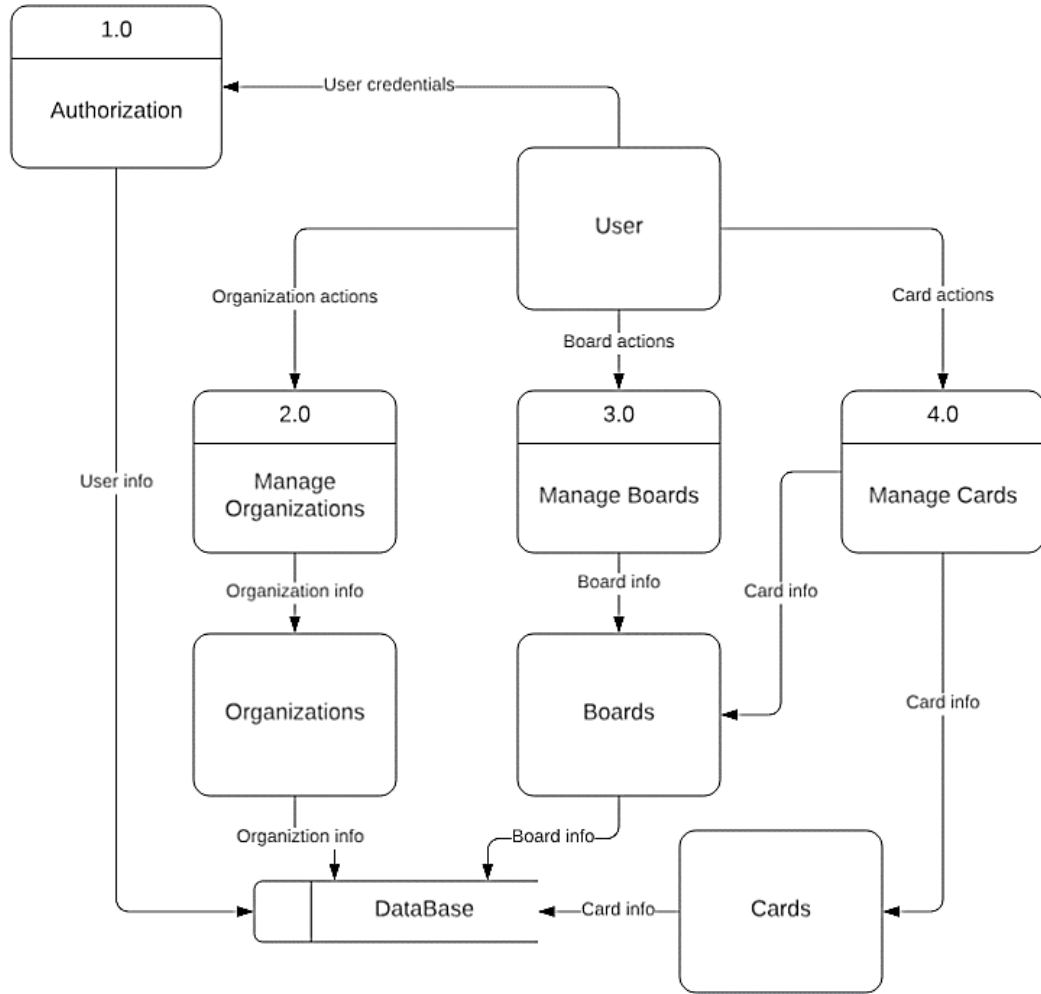 1.0
Authorization
User credentials
User
Organization actions
Board actions
Card actions
2.0
Manage
Organizations
3.0
Manage Boards
4.0
Manage Cards
User info
Organization info
Board info
Card info
Organizations
Boards
Card info
Organiztion info
Board info
DataBase
Card info
Cards